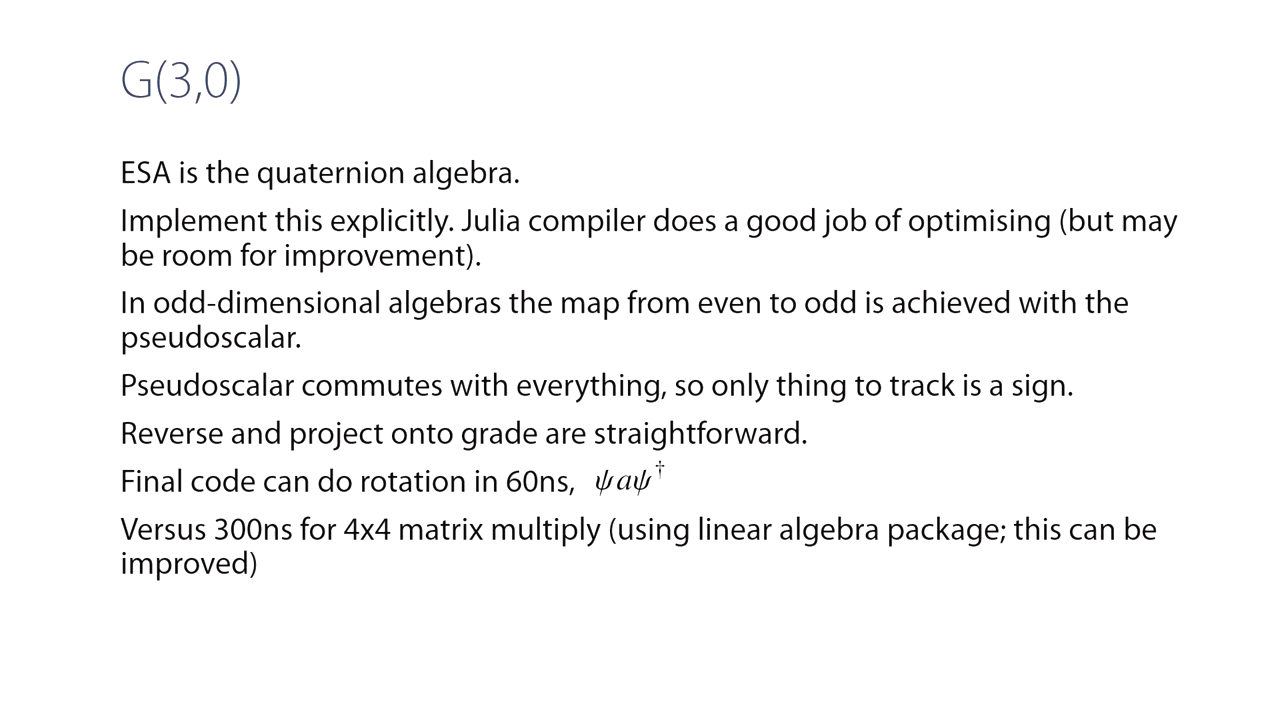 G(3,0)
ESA is the quaternion algebra.
Implement this explicitly. Julia compiler does a good job of optimising (but may
be room for improvement).
In odd-dimensional algebras the map from even to odd is achieved with the
pseudoscalar.
Pseudoscalar commutes with everything, so only thing to track is a sign.
Reverse and project onto grade are straightforward.
Final code can do rotation in 60ns, ψaψ†
Versus 300ns for 4x4 matrix multiply (using linear algebra package; this can be
improved)